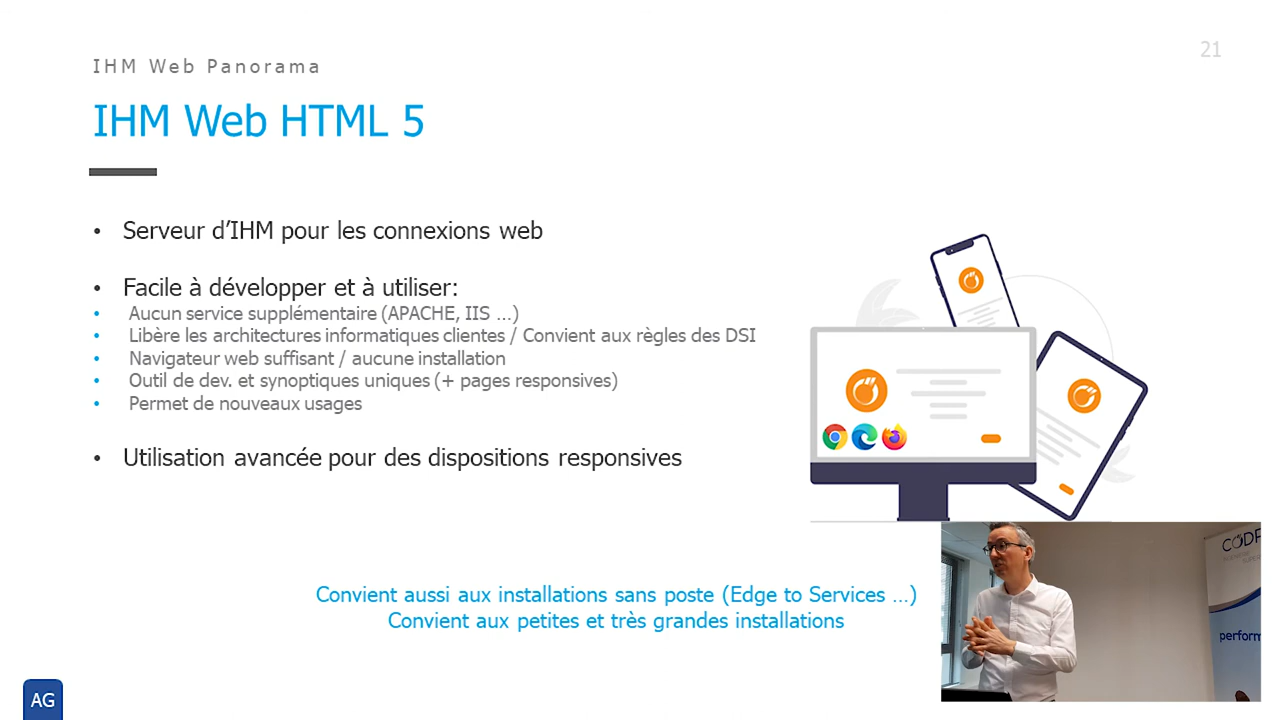 21
IHM Web Panorama
IHM Web HTML 5
• Serveur d'IHM pour les connexions web
• Facile à développer et à utiliser:
• Aucun service supplémentaire (APACHE, IIS …)
• Libère les architectures informatiques clientes / Convient aux règles des DSI
• Navigateur web suffisant / aucune installation
• Outil de dev. et synoptiques uniques (+ pages responsives)
• Permet de nouveaux usages
• Utilisation avancée pour des dispositions responsives
Convient aussi aux installations sans poste (Edge to Services …)
Convient aux petites et très grandes installations
perform
AG